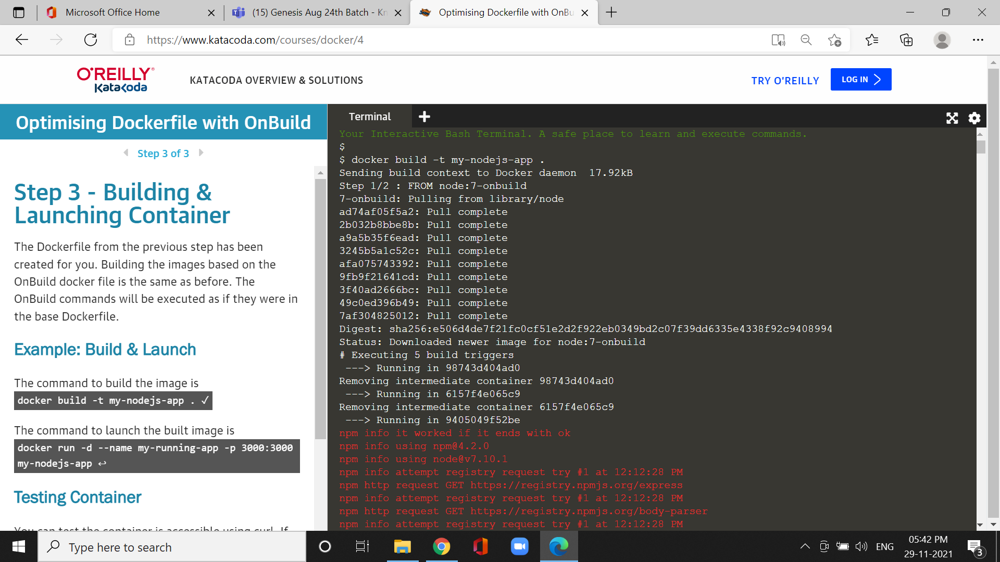 Microsoft Office Home
(15) Genesis Aug 24th Batch - Kn
Optimising Dockerfile with OnBu
https://www.katacoda.com/courses/docker/4
O'REILLY®
Katacoda
KATACODA OVERVIEW & SOLUTIONS
TRY O'REILLY
LOG IN
Optimising Dockerfile with OnBuild
Step 3 of 3
Step 3 - Building &
Launching Container
The Dockerfile from the previous step has been
created for you. Building the images based on the
OnBuild docker file is the same as before. The
OnBuild commands will be executed as if they were in
the base Dockerfile.
Example: Build & Launch
The command to build the image is
docker build -t my-nodejs-app . ✓
The command to launch the built image is
docker run -d --name my-running-app -p 3000:3000
my-nodejs-app ↩
Testing Container
You can test the container is accessible using curl. If
Terminal
Your Interactive Bash Terminal. A safe place to learn and execute commands.
$
$ docker build -t my-nodejs-app .
Sending build context to Docker daemon  17.92kB
Step 1/2 : FROM node:7-onbuild
7-onbuild: Pulling from library/node
ad74af05f5a2: Pull complete
2b032b8bbe8b: Pull complete
a9a5b35f6ead: Pull complete
3245b5a1c52c: Pull complete
afa075743392: Pull complete
9fb9f21641cd: Pull complete
3f40ad2666bc: Pull complete
49c0ed396b49: Pull complete
7af304825012: Pull complete
Digest: sha256:e506d4de7f21fc0cf51e2d2f922eb0349bd2c07f39dd6335e4338f92c9408994
Status: Downloaded newer image for node:7-onbuild
# Executing 5 build triggers
 ---> Running in 98743d404ad0
Removing intermediate container 98743d404ad0
 ---> Running in 6157f4e065c9
Removing intermediate container 6157f4e065c9
 ---> Running in 9405049f52be
npm info it worked if it ends with ok
npm info using npm@4.2.0
npm info using node@v7.10.1
npm info attempt registry request try #1 at 12:12:28 PM
npm http request GET https://registry.npmjs.org/express
npm info attempt registry request try #1 at 12:12:28 PM
npm http request GET https://registry.npmjs.org/body-parser
npm info attempt registry request try #1 at 12:12:28 PM
Type here to search
ENG
05:42 PM
29-11-2021
3